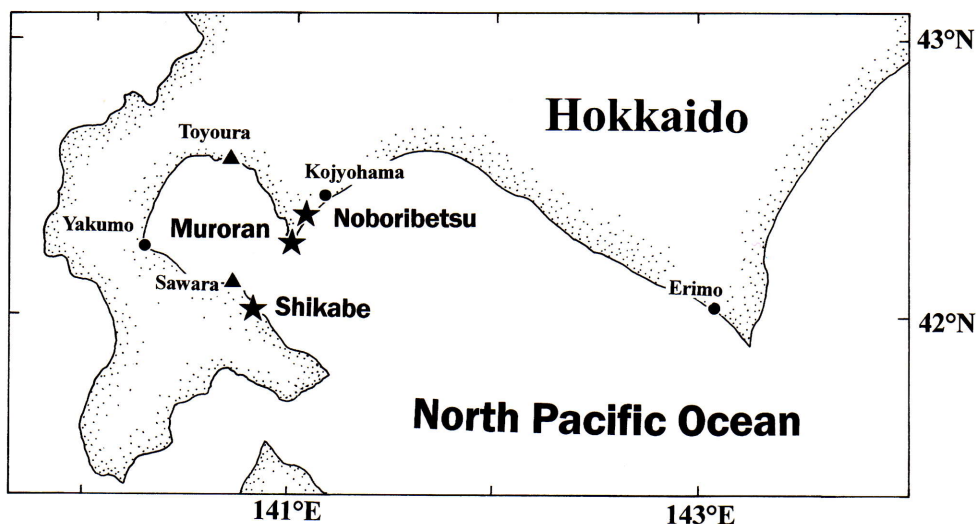 43°N
Hokkaido
Toyoura
Kojyohama
Noboribetsu
Yakumo
Muroran
Sawara
Erimo
Shikabe
42°N
North Pacific Ocean
141°E
143°E